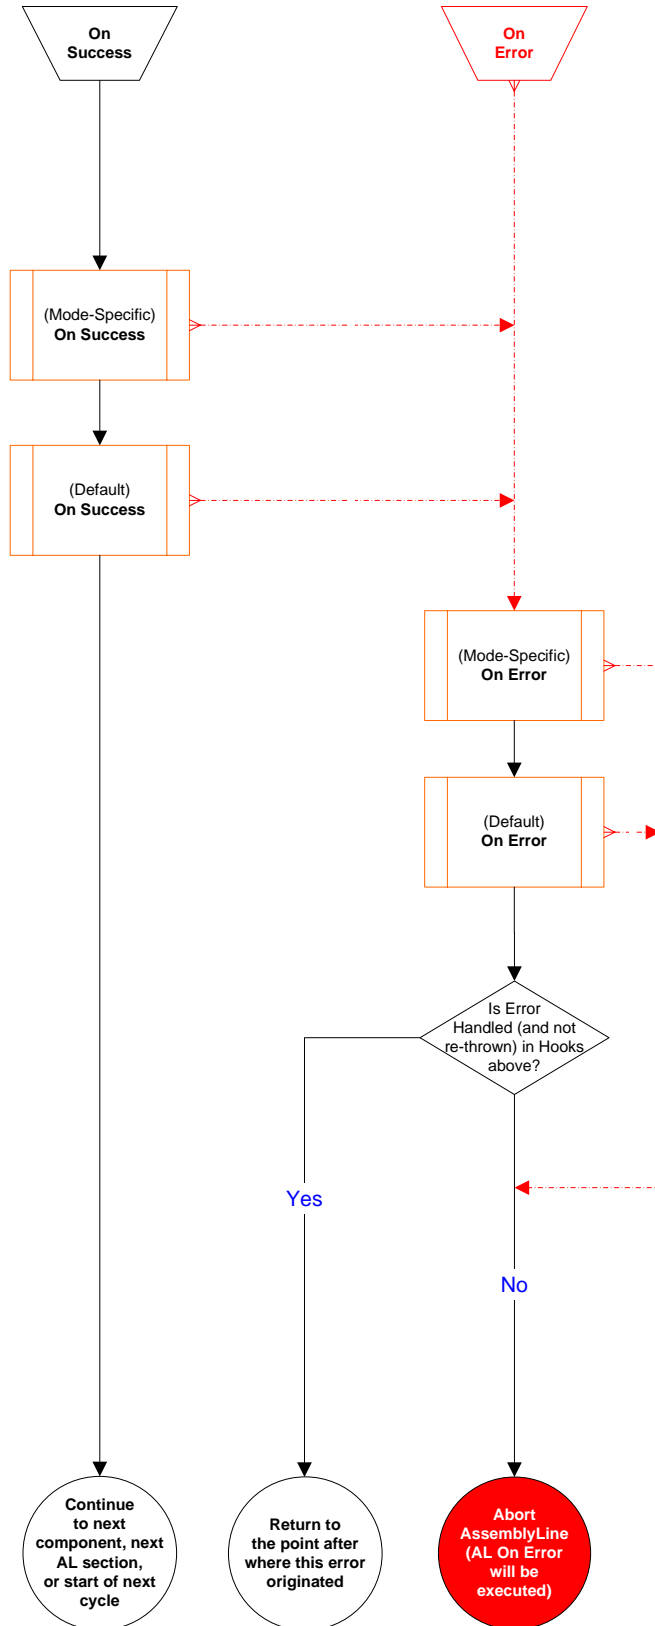 On
Success
On
Error
(Mode-Specific)
On Success
(Default)
On Success
(Mode-Specific)
On Error
(Default)
On Error
Is Error
Handled (and not
re-thrown) in Hooks
above?
Yes
No
Continue
to next
component, next
AL section,
or start of next
cycle
Return to
the point after
where this error
originated
Abort
AssemblyLine
(AL On Error
will be
executed)